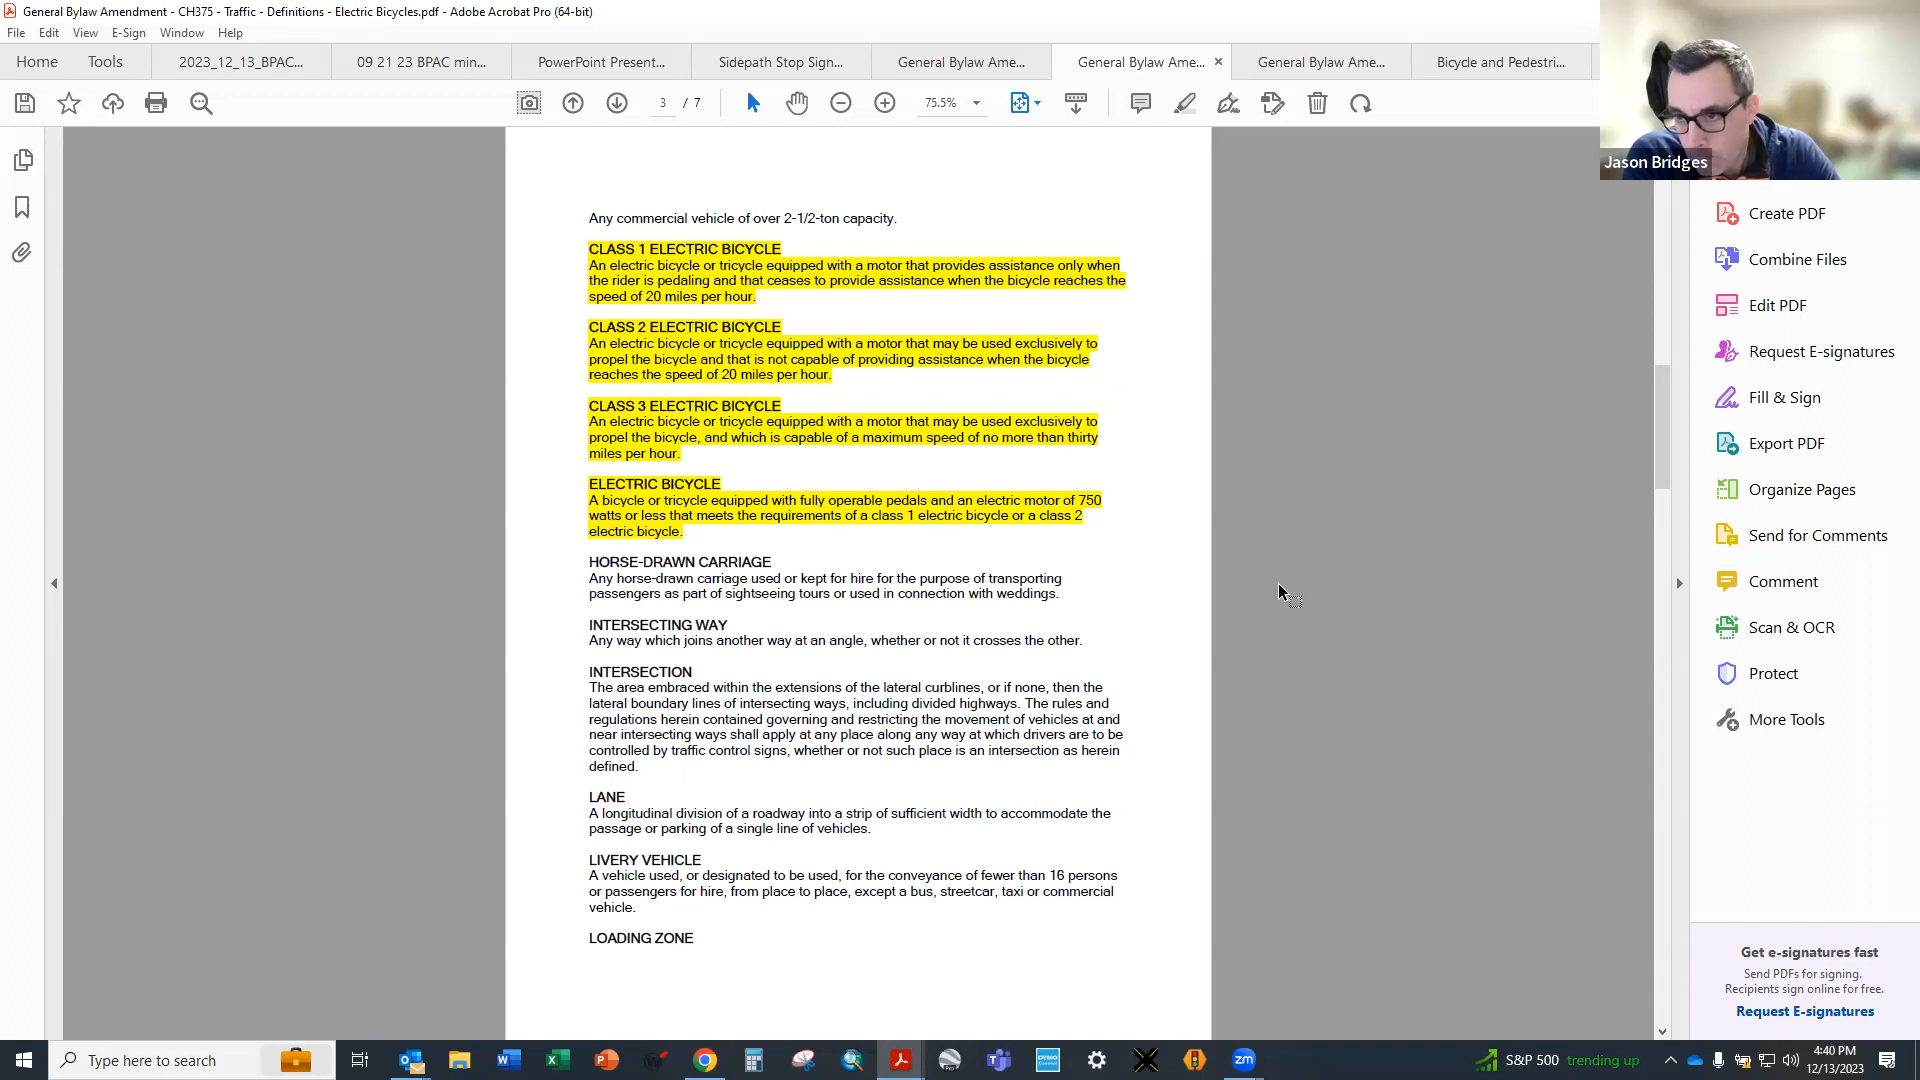 General Bylaw Amendment - CH375 - Traffic - Definitions - Electric Bicycles.pdf - Adobe Acrobat Pro (64-bit)
File Edit View E-Sign Window Help
Home Tools 2023_12_13_BPAC... 09 21 23 BPAC min... PowerPoint Present... Sidepath Stop Sign... General Bylaw Ame... General Bylaw Ame... × General Bylaw Ame... Bicycle and Pedestri...
3 / 7 75.5%
Jason Bridges
Any commercial vehicle of over 2-1/2-ton capacity.
CLASS 1 ELECTRIC BICYCLE
An electric bicycle or tricycle equipped with a motor that provides assistance only when
the rider is pedaling and that ceases to provide assistance when the bicycle reaches the
speed of 20 miles per hour.
CLASS 2 ELECTRIC BICYCLE
An electric bicycle or tricycle equipped with a motor that may be used exclusively to
propel the bicycle and that is not capable of providing assistance when the bicycle
reaches the speed of 20 miles per hour.
CLASS 3 ELECTRIC BICYCLE
An electric bicycle or tricycle equipped with a motor that may be used exclusively to
propel the bicycle, and which is capable of a maximum speed of no more than thirty
miles per hour.
ELECTRIC BICYCLE
A bicycle or tricycle equipped with fully operable pedals and an electric motor of 750
watts or less that meets the requirements of a class 1 electric bicycle or a class 2
electric bicycle.
HORSE-DRAWN CARRIAGE
Any horse-drawn carriage used or kept for hire for the purpose of transporting
passengers as part of sightseeing tours or used in connection with weddings.
INTERSECTING WAY
Any way which joins another way at an angle, whether or not it crosses the other.
INTERSECTION
The area embraced within the extensions of the lateral curblines, or if none, then the
lateral boundary lines of intersecting ways, including divided highways. The rules and
regulations herein contained governing and restricting the movement of vehicles at and
near intersecting ways shall apply at any place along any way at which drivers are to be
controlled by traffic control signs, whether or not such place is an intersection as herein
defined.
LANE
A longitudinal division of a roadway into a strip of sufficient width to accommodate the
passage or parking of a single line of vehicles.
LIVERY VEHICLE
A vehicle used, or designated to be used, for the conveyance of fewer than 16 persons
or passengers for hire, from place to place, except a bus, streetcar, taxi or commercial
vehicle.
LOADING ZONE
Create PDF
Combine Files
Edit PDF
Request E-signatures
Fill & Sign
Export PDF
Organize Pages
Send for Comments
Comment
Scan & OCR
Protect
More Tools
Get e-signatures fast
Send PDFs for signing.
Recipients sign online for free.
Request E-signatures
Type here to search
S&P 500 trending up
4:40 PM
12/13/2023